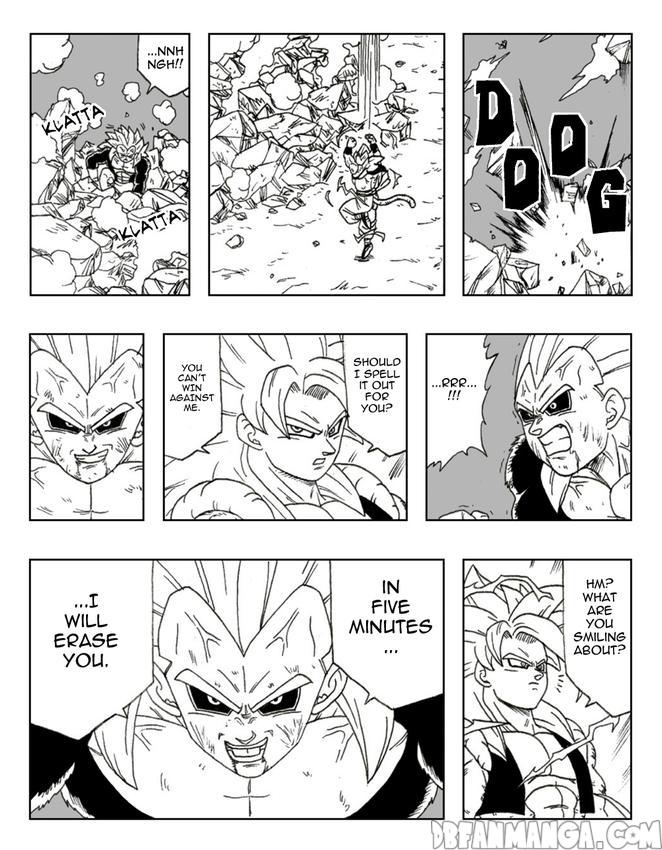 DOOG
...NNH
NGH!!
KLATTA
KLATTA
...RRR...
!!!
SHOULD
I SPELL
IT OUT
FOR
YOU?
YOU
CAN'T
WIN
AGAINST
ME.
HM?
WHAT
ARE
YOU
SMILING
ABOUT?
IN
FIVE
MINUTES
...
...I
WILL
ERASE
YOU.
DBFANMANGA.COM